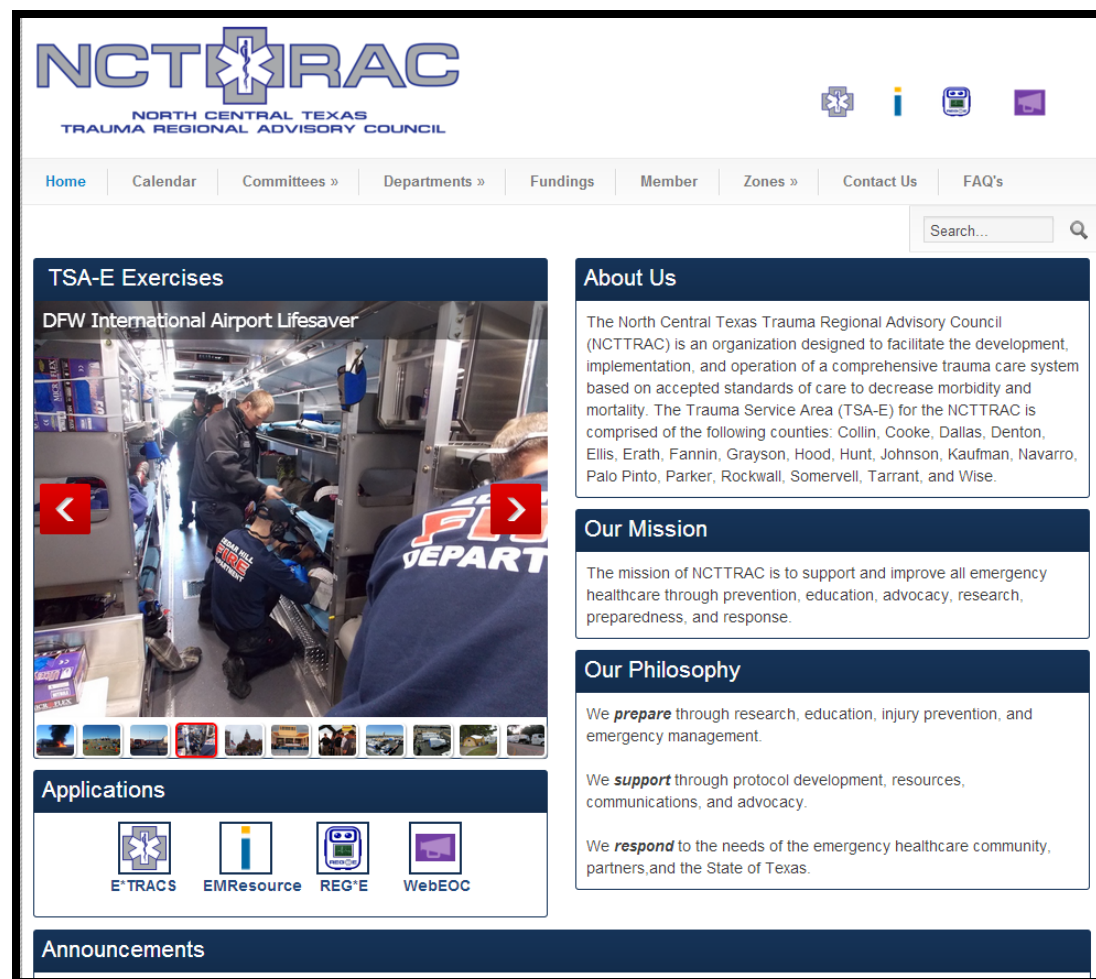 NCTTRAC
NORTH CENTRAL TEXAS
TRAUMA REGIONAL ADVISORY COUNCIL
Home
Calendar
Committees »
Departments »
Fundings
Member
Zones »
Contact Us
FAQ's
Search...
TSA-E Exercises
DFW International Airport Lifesaver
CEDAR HILL
FIRE
DEPARTMENT
FIRE
DEPART
Applications
E*TRACS
EMResource
REG*E
WebEOC
About Us
The North Central Texas Trauma Regional Advisory Council
(NCTTRAC) is an organization designed to facilitate the development,
implementation, and operation of a comprehensive trauma care system
based on accepted standards of care to decrease morbidity and
mortality. The Trauma Service Area (TSA-E) for the NCTTRAC is
comprised of the following counties: Collin, Cooke, Dallas, Denton,
Ellis, Erath, Fannin, Grayson, Hood, Hunt, Johnson, Kaufman, Navarro,
Palo Pinto, Parker, Rockwall, Somervell, Tarrant, and Wise.
Our Mission
The mission of NCTTRAC is to support and improve all emergency
healthcare through prevention, education, advocacy, research,
preparedness, and response.
Our Philosophy
We prepare through research, education, injury prevention, and
emergency management.
We support through protocol development, resources,
communications, and advocacy.
We respond to the needs of the emergency healthcare community,
partners,and the State of Texas.
Announcements